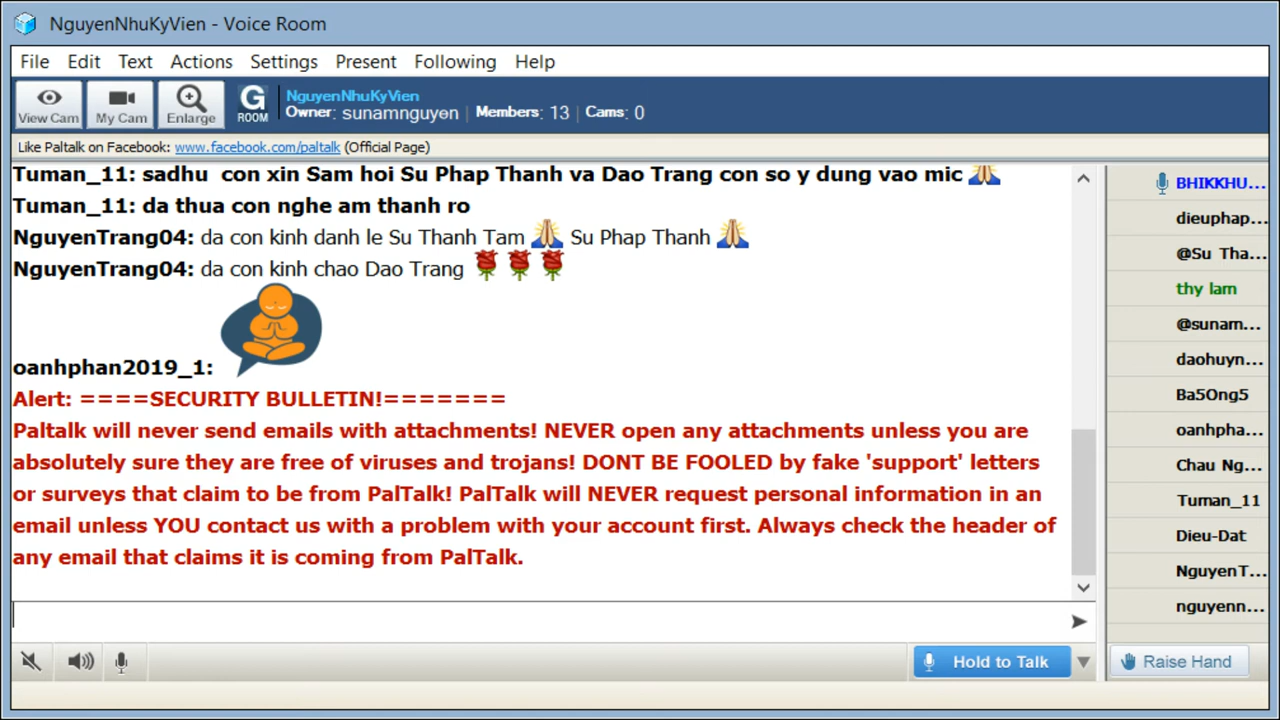 NguyenNhuKyVien - Voice Room
File Edit Text Actions Settings Present Following Help
View Cam My Cam Enlarge G ROOM
NguyenNhuKyVien
Owner: sunamnguyen Members: 13 Cams: 0
Like Paltalk on Facebook: www.facebook.com/paltalk (Official Page)
Tuman_11: sadhu con xin Sam hoi Su Phap Thanh va Dao Trang con so y dung vao mic 🙏
Tuman_11: da thua con nghe am thanh ro
NguyenTrang04: da con kinh danh le Su Thanh Tam 🙏 Su Phap Thanh 🙏
NguyenTrang04: da con kinh chao Dao Trang 🌹 🌹 🌹
oanhphan2019_1:
Alert: ====SECURITY BULLETIN!=======
Paltalk will never send emails with attachments! NEVER open any attachments unless you are
absolutely sure they are free of viruses and trojans! DONT BE FOOLED by fake 'support' letters
or surveys that claim to be from PalTalk! PalTalk will NEVER request personal information in an
email unless YOU contact us with a problem with your account first. Always check the header of
any email that claims it is coming from PalTalk.
BHIKKHU...
dieuphap...
@Su Tha...
thy lam
@sunam...
daohuyn...
Ba5Ong5
oanhpha...
Chau Ng...
Tuman_11
Dieu-Dat
NguyenT...
nguyenn...
Hold to Talk
Raise Hand